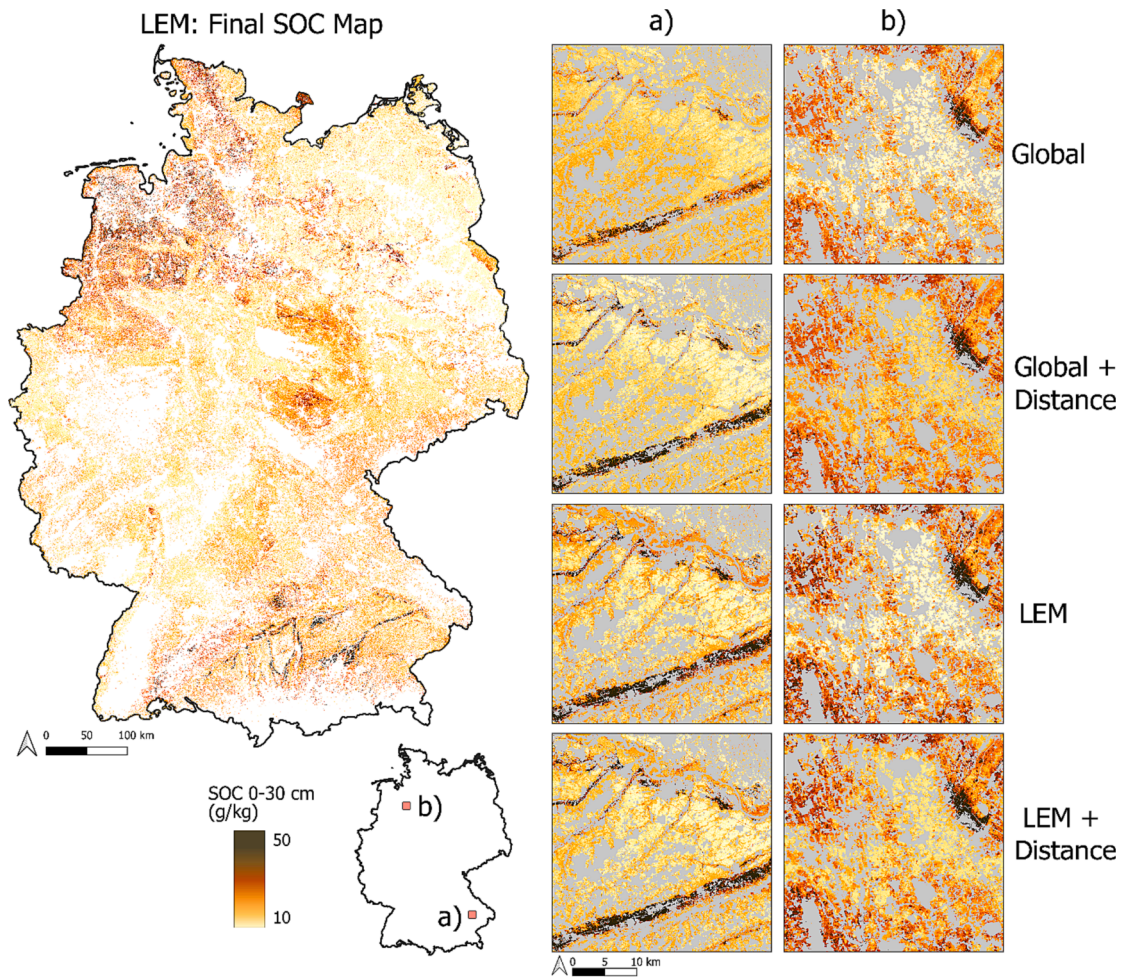 LEM: Final SOC Map
a)
b)
Global
Global +
Distance
LEM
LEM +
Distance
0 50 100 km
SOC 0-30 cm
(g/kg)
50
10
b)
a)
0 5 10 km